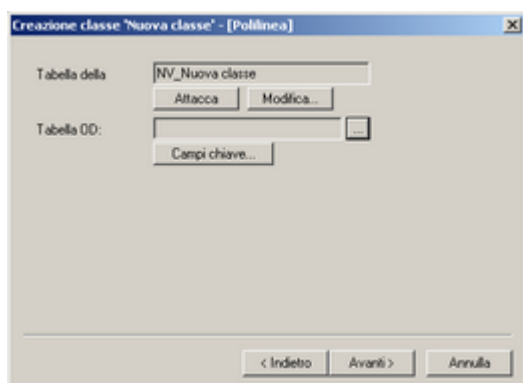 Creazione classe 'Nuova classe' - [Polilinea]
Tabella della NV_Nuova classe
Attacca Modifica...
Tabella OD: ...
Campi chiave...
< Indietro Avanti > Annulla